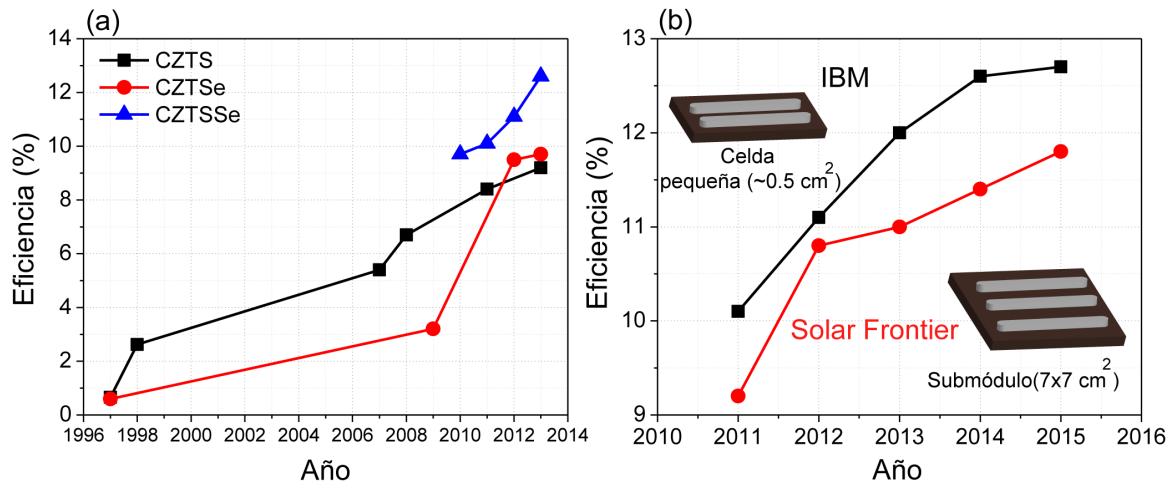 (a)
CZTS
CZTSe
CZTSSe
Eficiencia (%)
14
12
10
8
6
4
2
0
1996 1998 2000 2002 2004 2006 2008 2010 2012 2014
Año
(b)
IBM
Celda
pequeña (~0.5 cm²)
Solar Frontier
Submódulo(7x7 cm²)
Eficiencia (%)
13
12
11
10
9
2010 2011 2012 2013 2014 2015 2016
Año